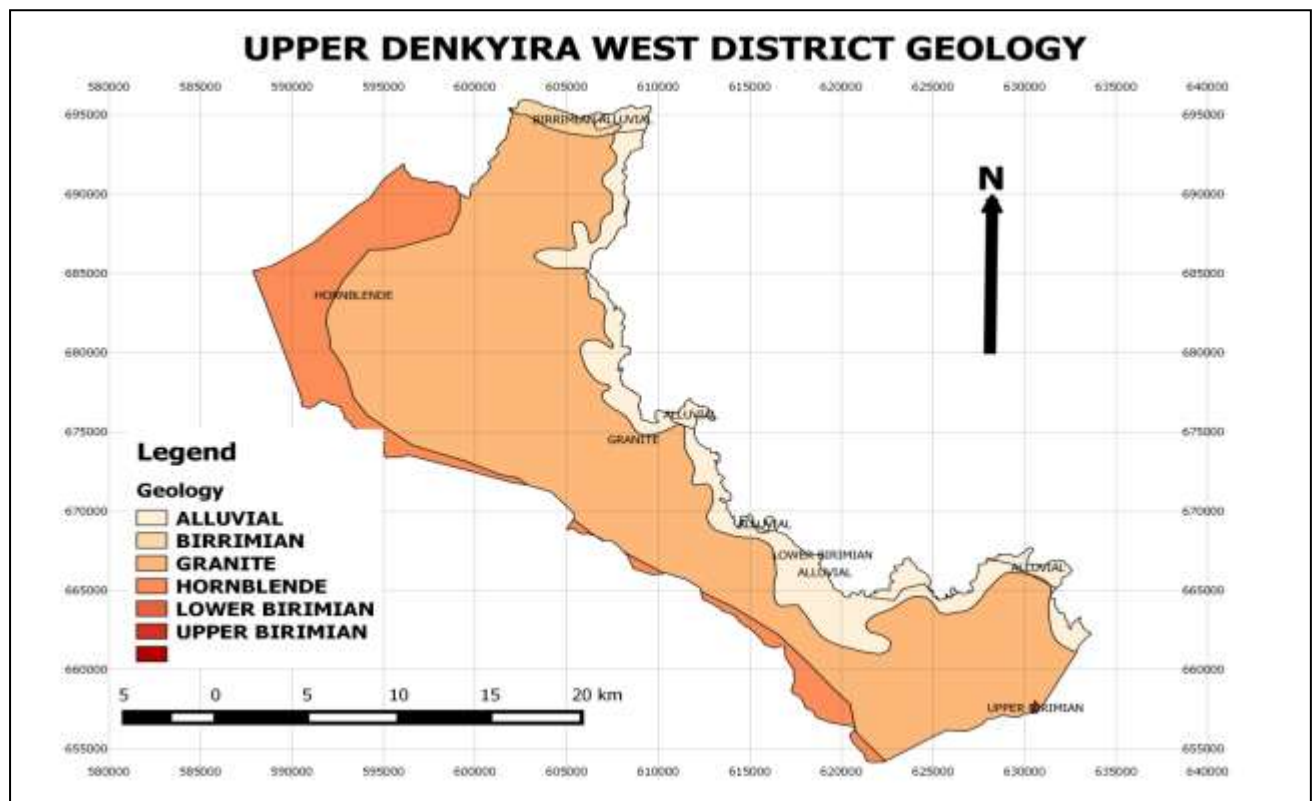 UPPER DENKYIRA WEST DISTRICT GEOLOGY
580000 585000 590000 595000 600000 605000 610000 615000 620000 625000 630000 635000 640000
695000 BIRRIMIAN ALLUVIAL 695000
N
690000 690000
685000 685000
HORNBLENDE
680000 680000
ALLUVIAL
675000 GRANITE 675000
Legend
Geology
ALLUVIAL
BIRRIMIAN
GRANITE
HORNBLENDE
LOWER BIRIMIAN
UPPER BIRIMIAN
670000 ALLUVIAL 670000
LOWER BIRIMIAN
ALLUVIAL ALLUVIAL
665000 665000
660000 660000
5 0 5 10 15 20 km
UPPER BIRIMIAN
655000 655000
580000 585000 590000 595000 600000 605000 610000 615000 620000 625000 630000 635000 640000